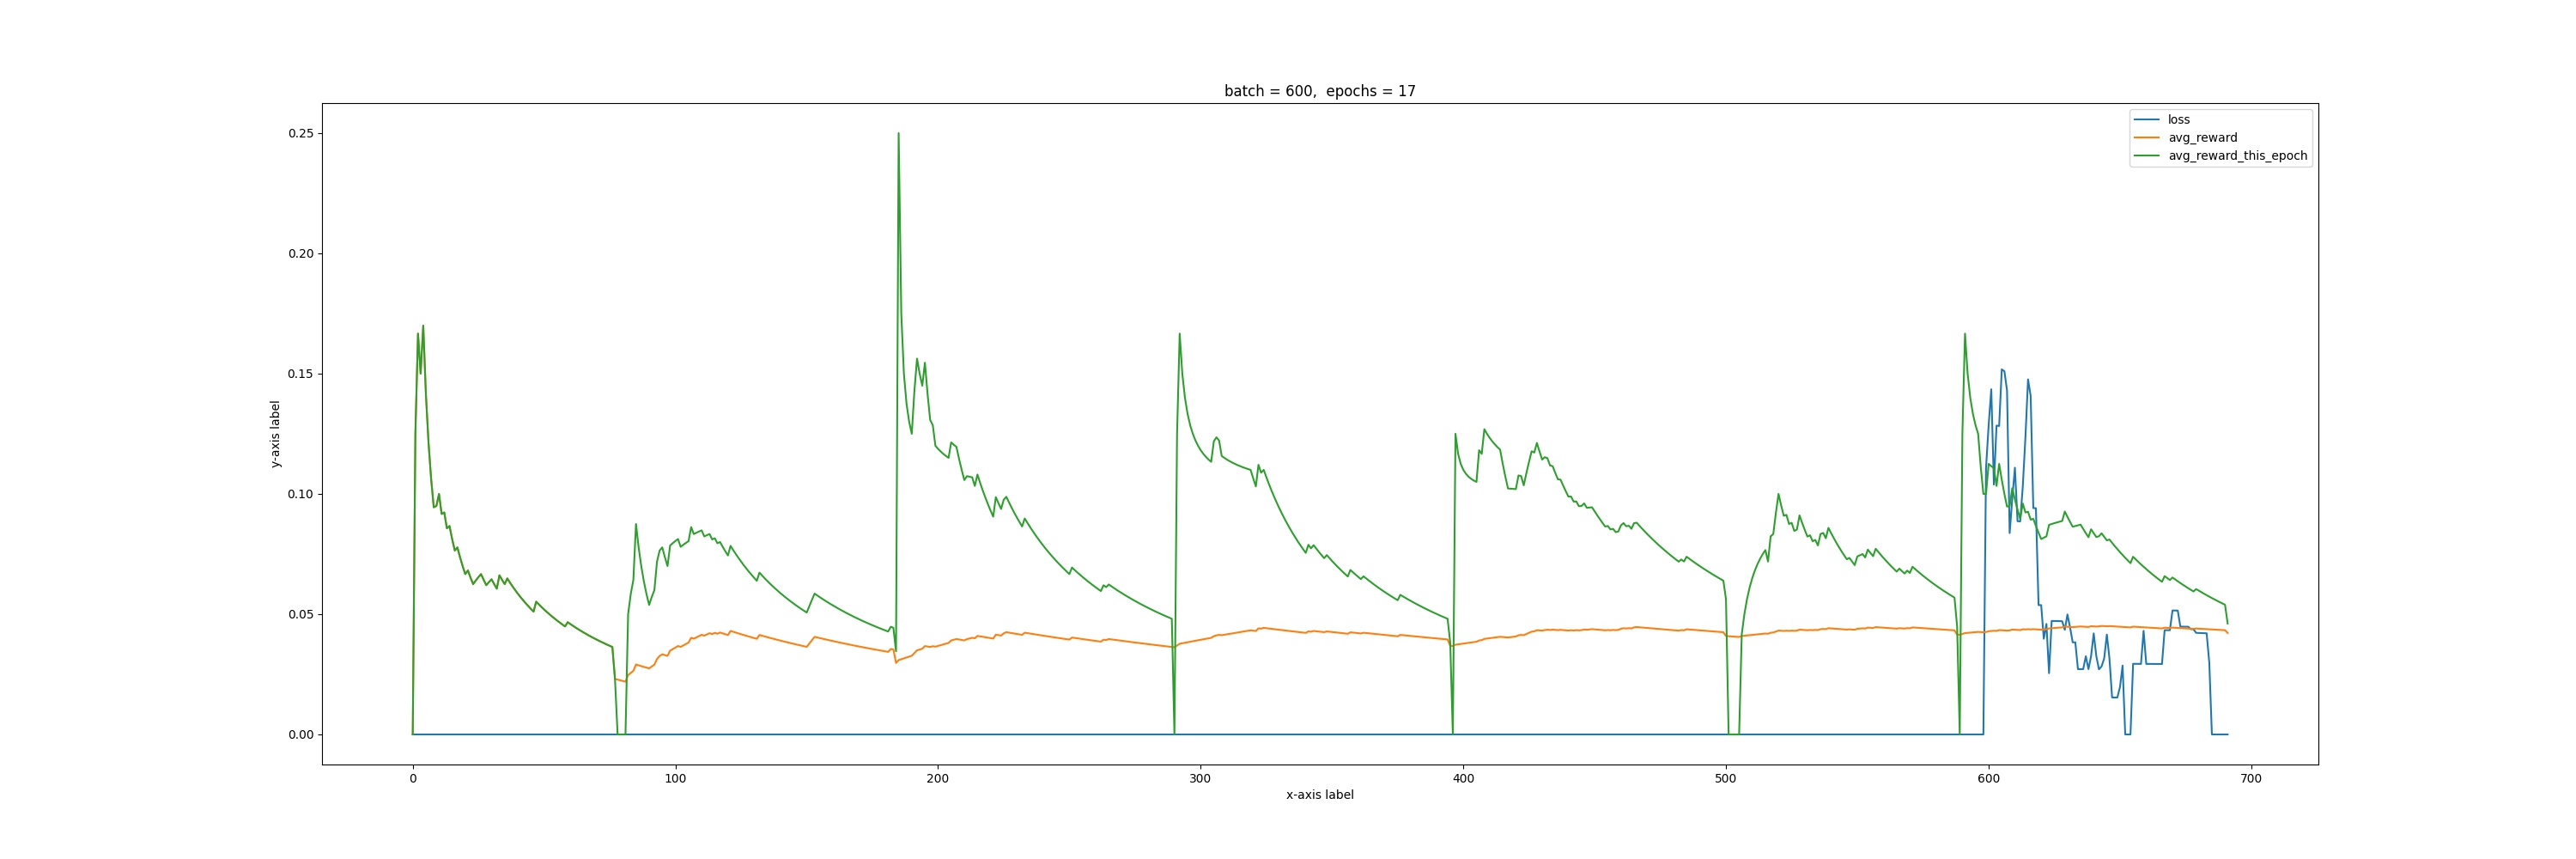 batch = 600,  epochs = 17
loss
avg_reward
avg_reward_this_epoch
0.25
0.20
0.15
0.10
0.05
0.00
y-axis label
0 100 200 300 400 500 600 700
x-axis label